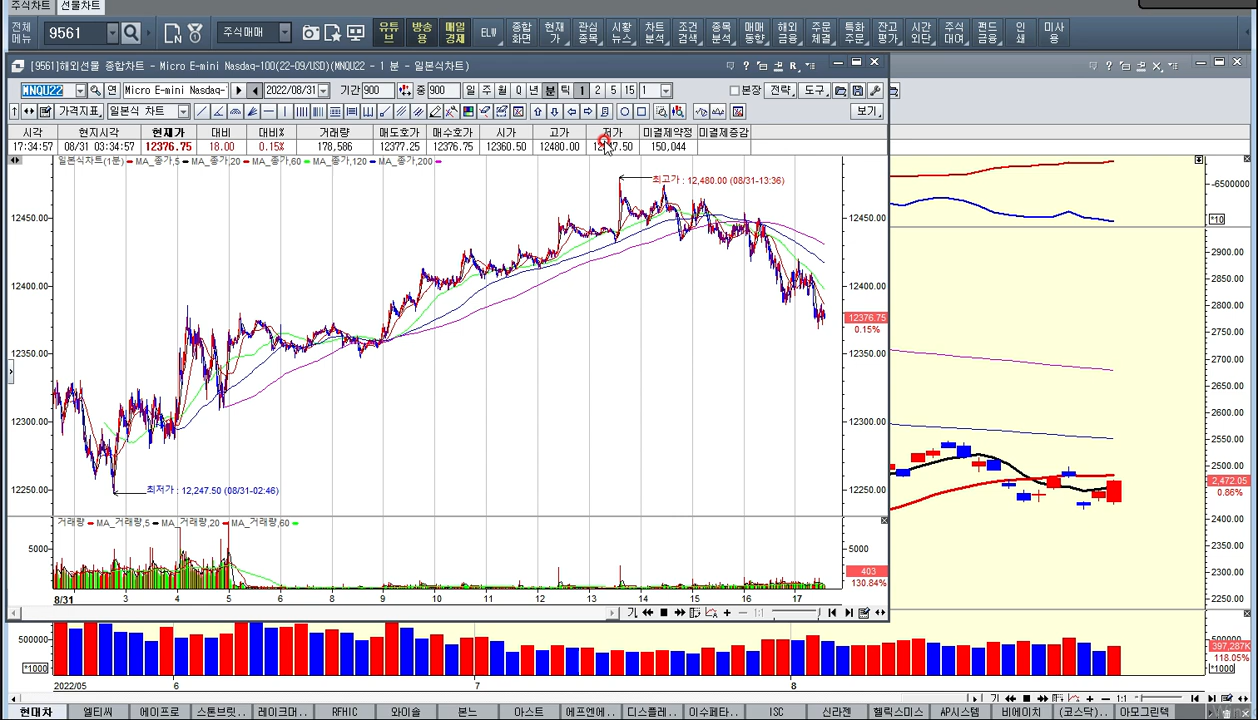 주식차트 선물차트
전체메뉴 9561 주식매매 유튜브 방송용 매일경제 ELW 종합화면 현재가 관심종목 시황뉴스 차트분석 조건검색 종목분석 매매동향 해외금융 주문체결 특화주문 잔고평가 시간외단 주식대여 펀드금융 인쇄 미사용
[9561]해외선물 종합차트 - Micro E-mini Nasdaq-100(22-09/USD)(MNQU22 - 1 분 - 일본식차트)
MNQU22 연 Micro E-mini Nasdaq- 2022/08/31 기간 900 중 900 일 주 월 Q 년 분 틱 1 2 5 15 1 본장 전략 도구
가격지표 일본식 차트 보기
시각 현지시각 현재가 대비 대비% 거래량 매도호가 매수호가 시가 고가 저가 미결제약정 미결제증감
17:34:57 08/31 03:34:57 12376.75 18.00 0.15% 178,586 12377.25 12376.75 12360.50 12480.00 150,044
일본식차트(1분) MA_종가,5 MA_종가,20 MA_종가,60 MA_종가,120 MA_종가,200
최고가 : 12,480.00 (08/31-13:36)
-6500000
*10
12450.00 12450.00
2900.00
2850.00
12400.00 12400.00
2800.00
12376.75
0.15%
2750.00
12350.00 12350.00
2700.00
2650.00
2600.00
12300.00 12300.00
2550.00
2500.00
2,472.05
0.86%
12250.00 12250.00
최저가 : 12,247.50 (08/31-02:46)
2400.00
거래량 MA_거래량,5 MA_거래량,20 MA_거래량,60
2350.00
5000 5000
403
130.84%
2300.00
2250.00
8/31 3 4 5 6 7 8 9 10 11 12 13 14 15 16 17
1:1
500000 500000
397,287K
118.05%
*1000 *1000
2022/05 6 7 8
1:1
현대차 엘티씨 에이프로 스톤브릿.. 레이크머.. RFHIC 와이솔 본느 아스트 에프엔에.. 디스플레.. 이수페타.. ISC 신라젠 헬릭스미스 AP시스템 비에이치 (코스닥).. 아모그린텍